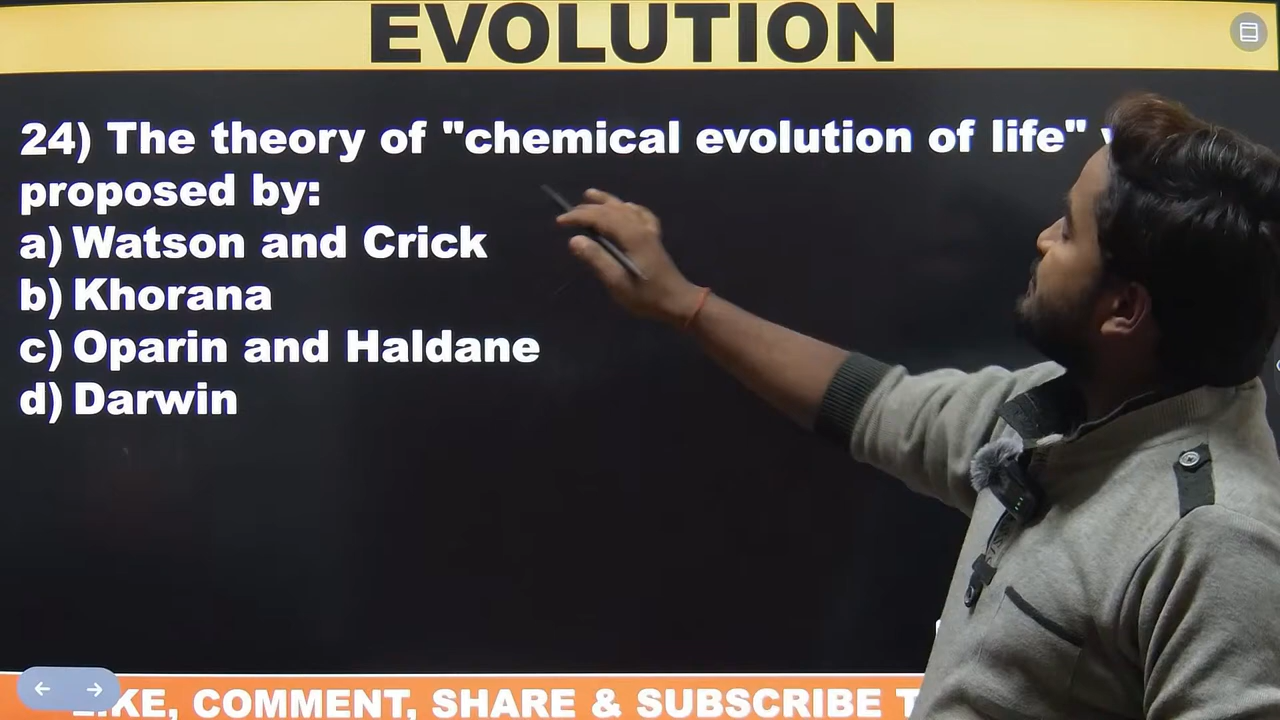 EVOLUTION
24) The theory of "chemical evolution of life"
proposed by:
a) Watson and Crick
b) Khorana
c) Oparin and Haldane
d) Darwin
LIKE, COMMENT, SHARE & SUBSCRIBE